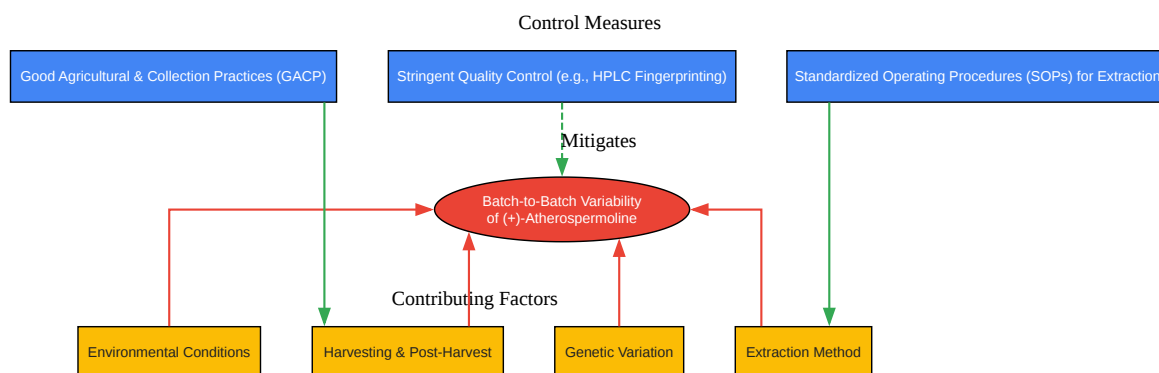 Control Measures
Good Agricultural & Collection Practices (GACP)
Stringent Quality Control (e.g., HPLC Fingerprinting)
Standardized Operating Procedures (SOPs) for Extraction
Mitigates
Batch-to-Batch Variability
of (+)-Atherospermoline
Contributing Factors
Environmental Conditions
Harvesting & Post-Harvest
Genetic Variation
Extraction Method